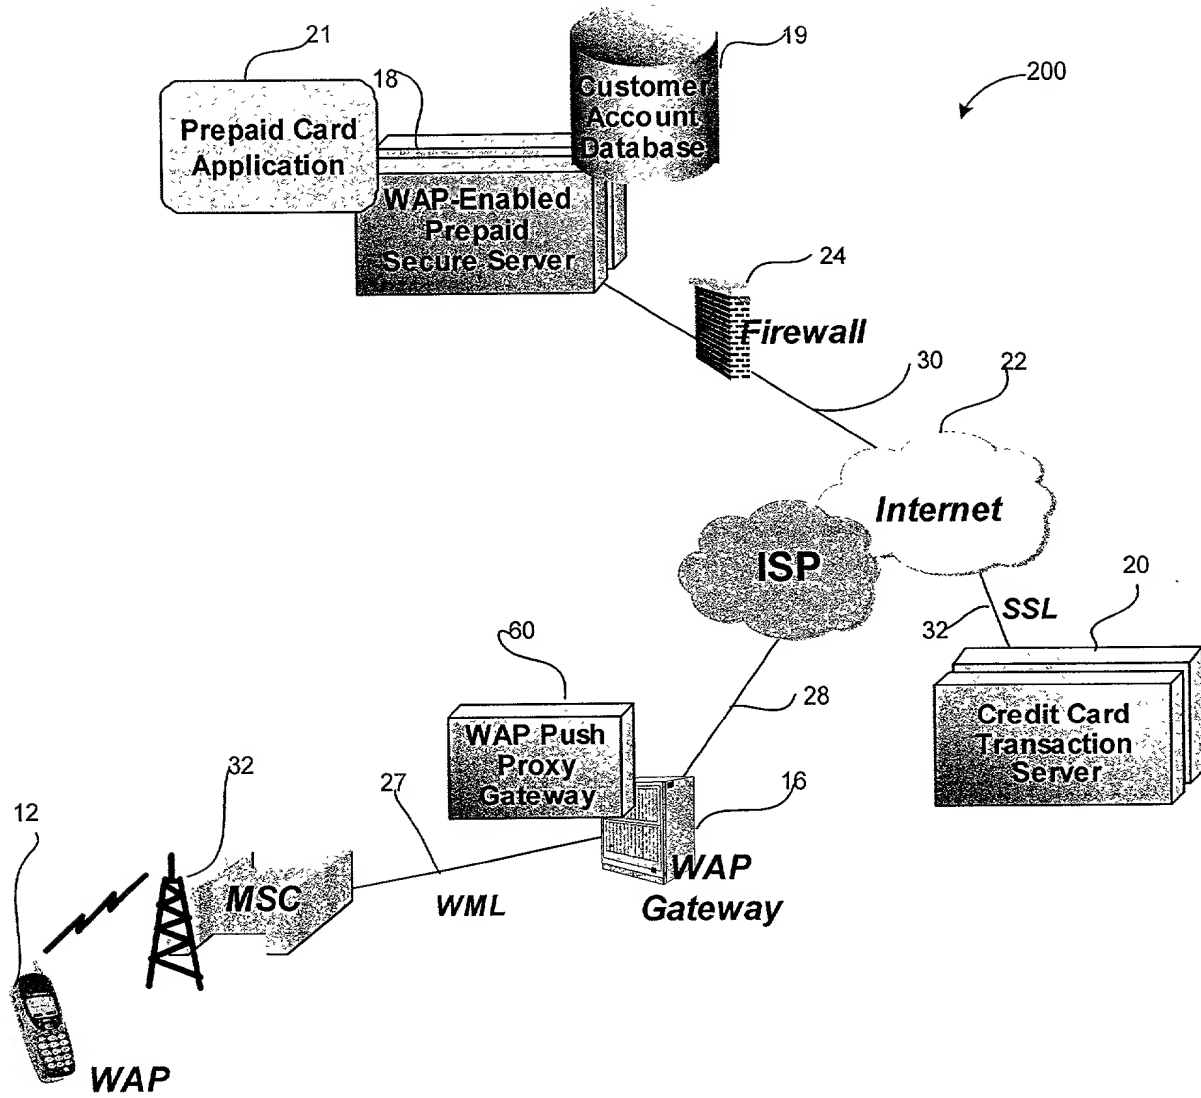 21
19
18
200
Prepaid Card
Application
Customer
Account
Database
WAP-Enabled
Prepaid
Secure Server
24
Firewall
30
22
Internet
ISP
20
SSL
32
60
28
Credit Card
Transaction
Server
WAP Push
Proxy
Gateway
32
27
16
12
MSC
WML
WAP
Gateway
WAP